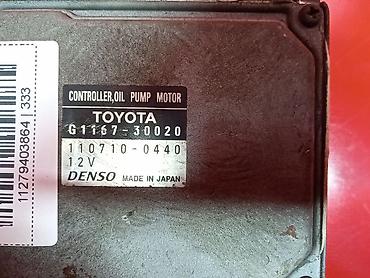 CONTROLLER,OIL PUMP MOTOR
TOYOTA
G1167-30020
110710-0440
12V
DENSO MADE IN JAPAN
11279403864 | 333